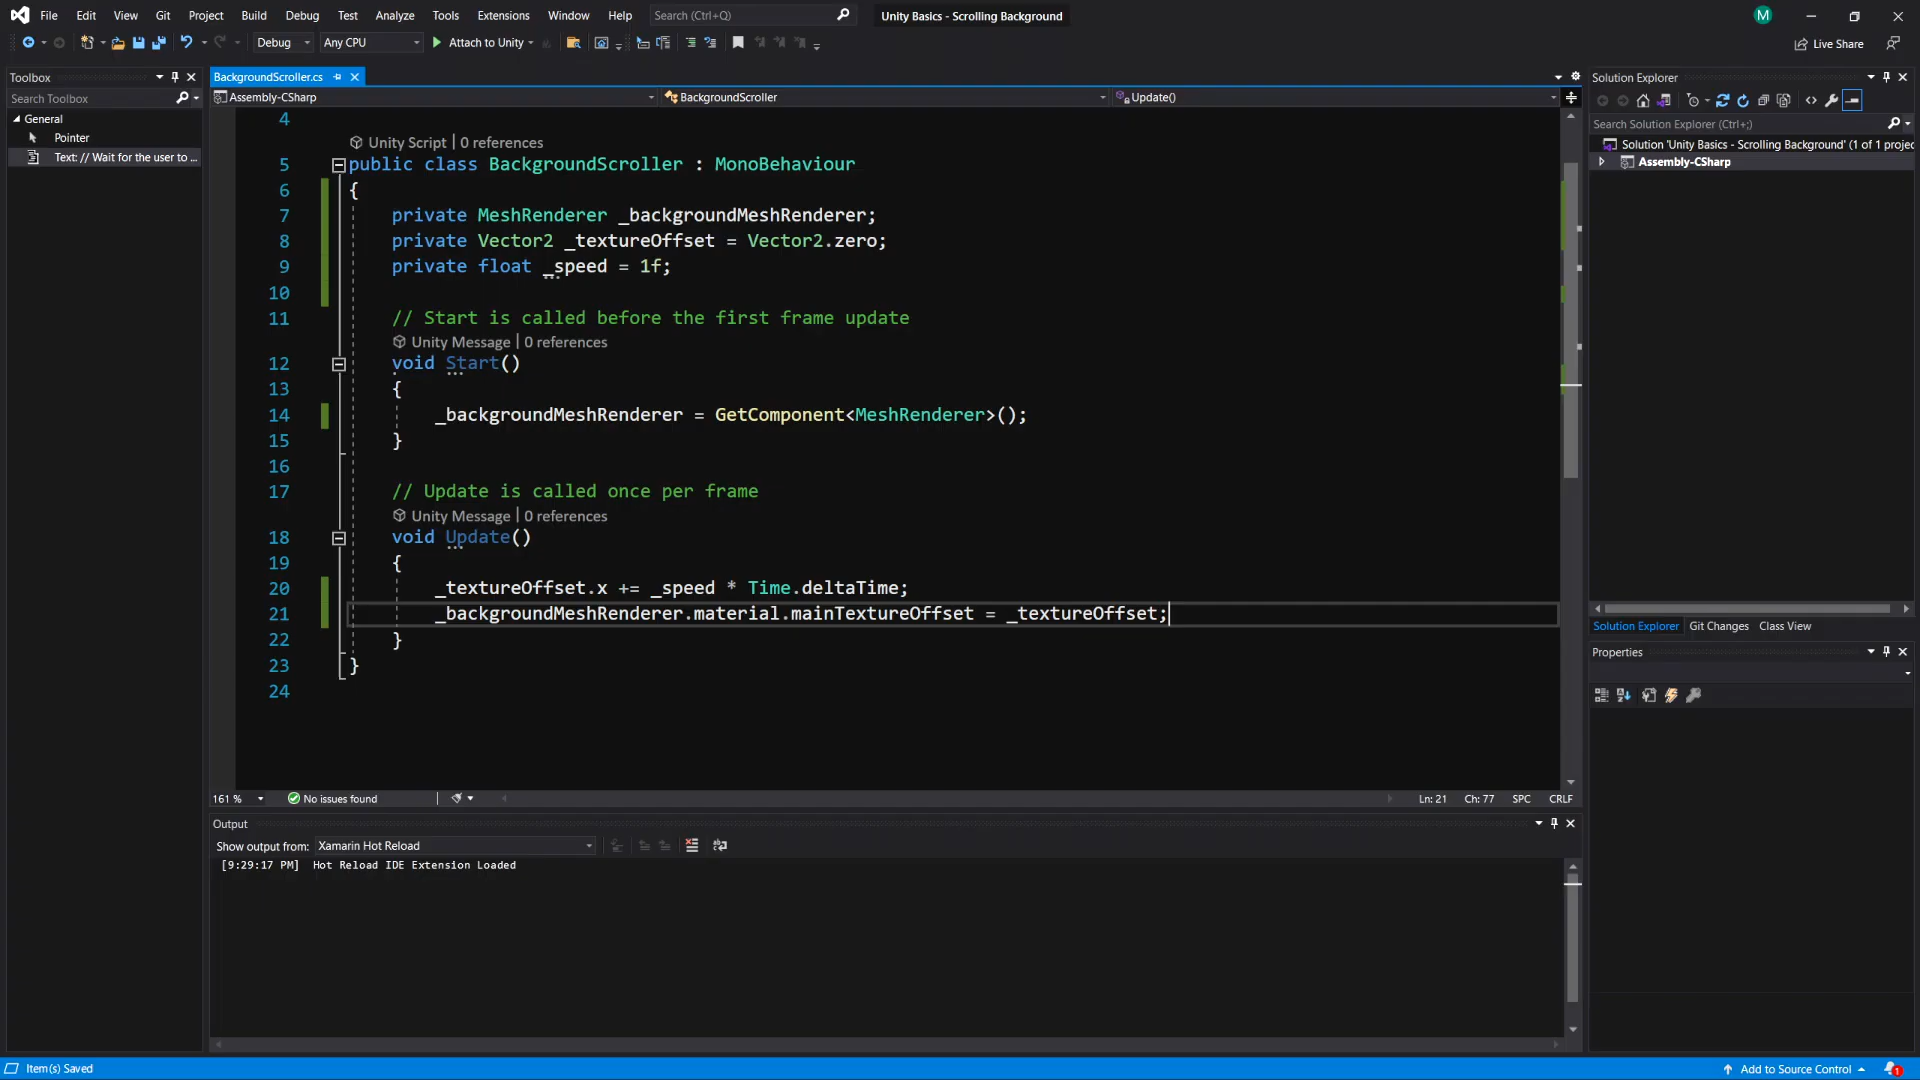 File Edit View Git Project Build Debug Test Analyze Tools Extensions Window Help Search (Ctrl+Q) Unity Basics - Scrolling Background M
Debug Any CPU Attach to Unity Live Share
Toolbox
Search Toolbox
General
Pointer
Text: // Wait for the user to ...
BackgroundScroller.cs
Assembly-CSharp BackgroundScroller Update()
4
Unity Script | 0 references
5 public class BackgroundScroller : MonoBehaviour
6 {
7 private MeshRenderer _backgroundMeshRenderer;
8 private Vector2 _textureOffset = Vector2.zero;
9 private float _speed = 1f;
10
11 // Start is called before the first frame update
Unity Message | 0 references
12 void Start()
13 {
14 _backgroundMeshRenderer = GetComponent<MeshRenderer>();
15 }
16
17 // Update is called once per frame
Unity Message | 0 references
18 void Update()
19 {
20 _textureOffset.x += _speed * Time.deltaTime;
21 _backgroundMeshRenderer.material.mainTextureOffset = _textureOffset;
22 }
23 }
24
161 % No issues found Ln: 21 Ch: 77 SPC CRLF
Output
Show output from: Xamarin Hot Reload
[9:29:17 PM] Hot Reload IDE Extension Loaded
Solution Explorer
Search Solution Explorer (Ctrl+;)
Solution 'Unity Basics - Scrolling Background' (1 of 1 projec
Assembly-CSharp
Solution Explorer Git Changes Class View
Properties
Item(s) Saved Add to Source Control 1